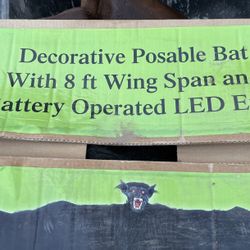 Decorative Posable Bat
With 8 ft Wing Span an
attery Operated LED E